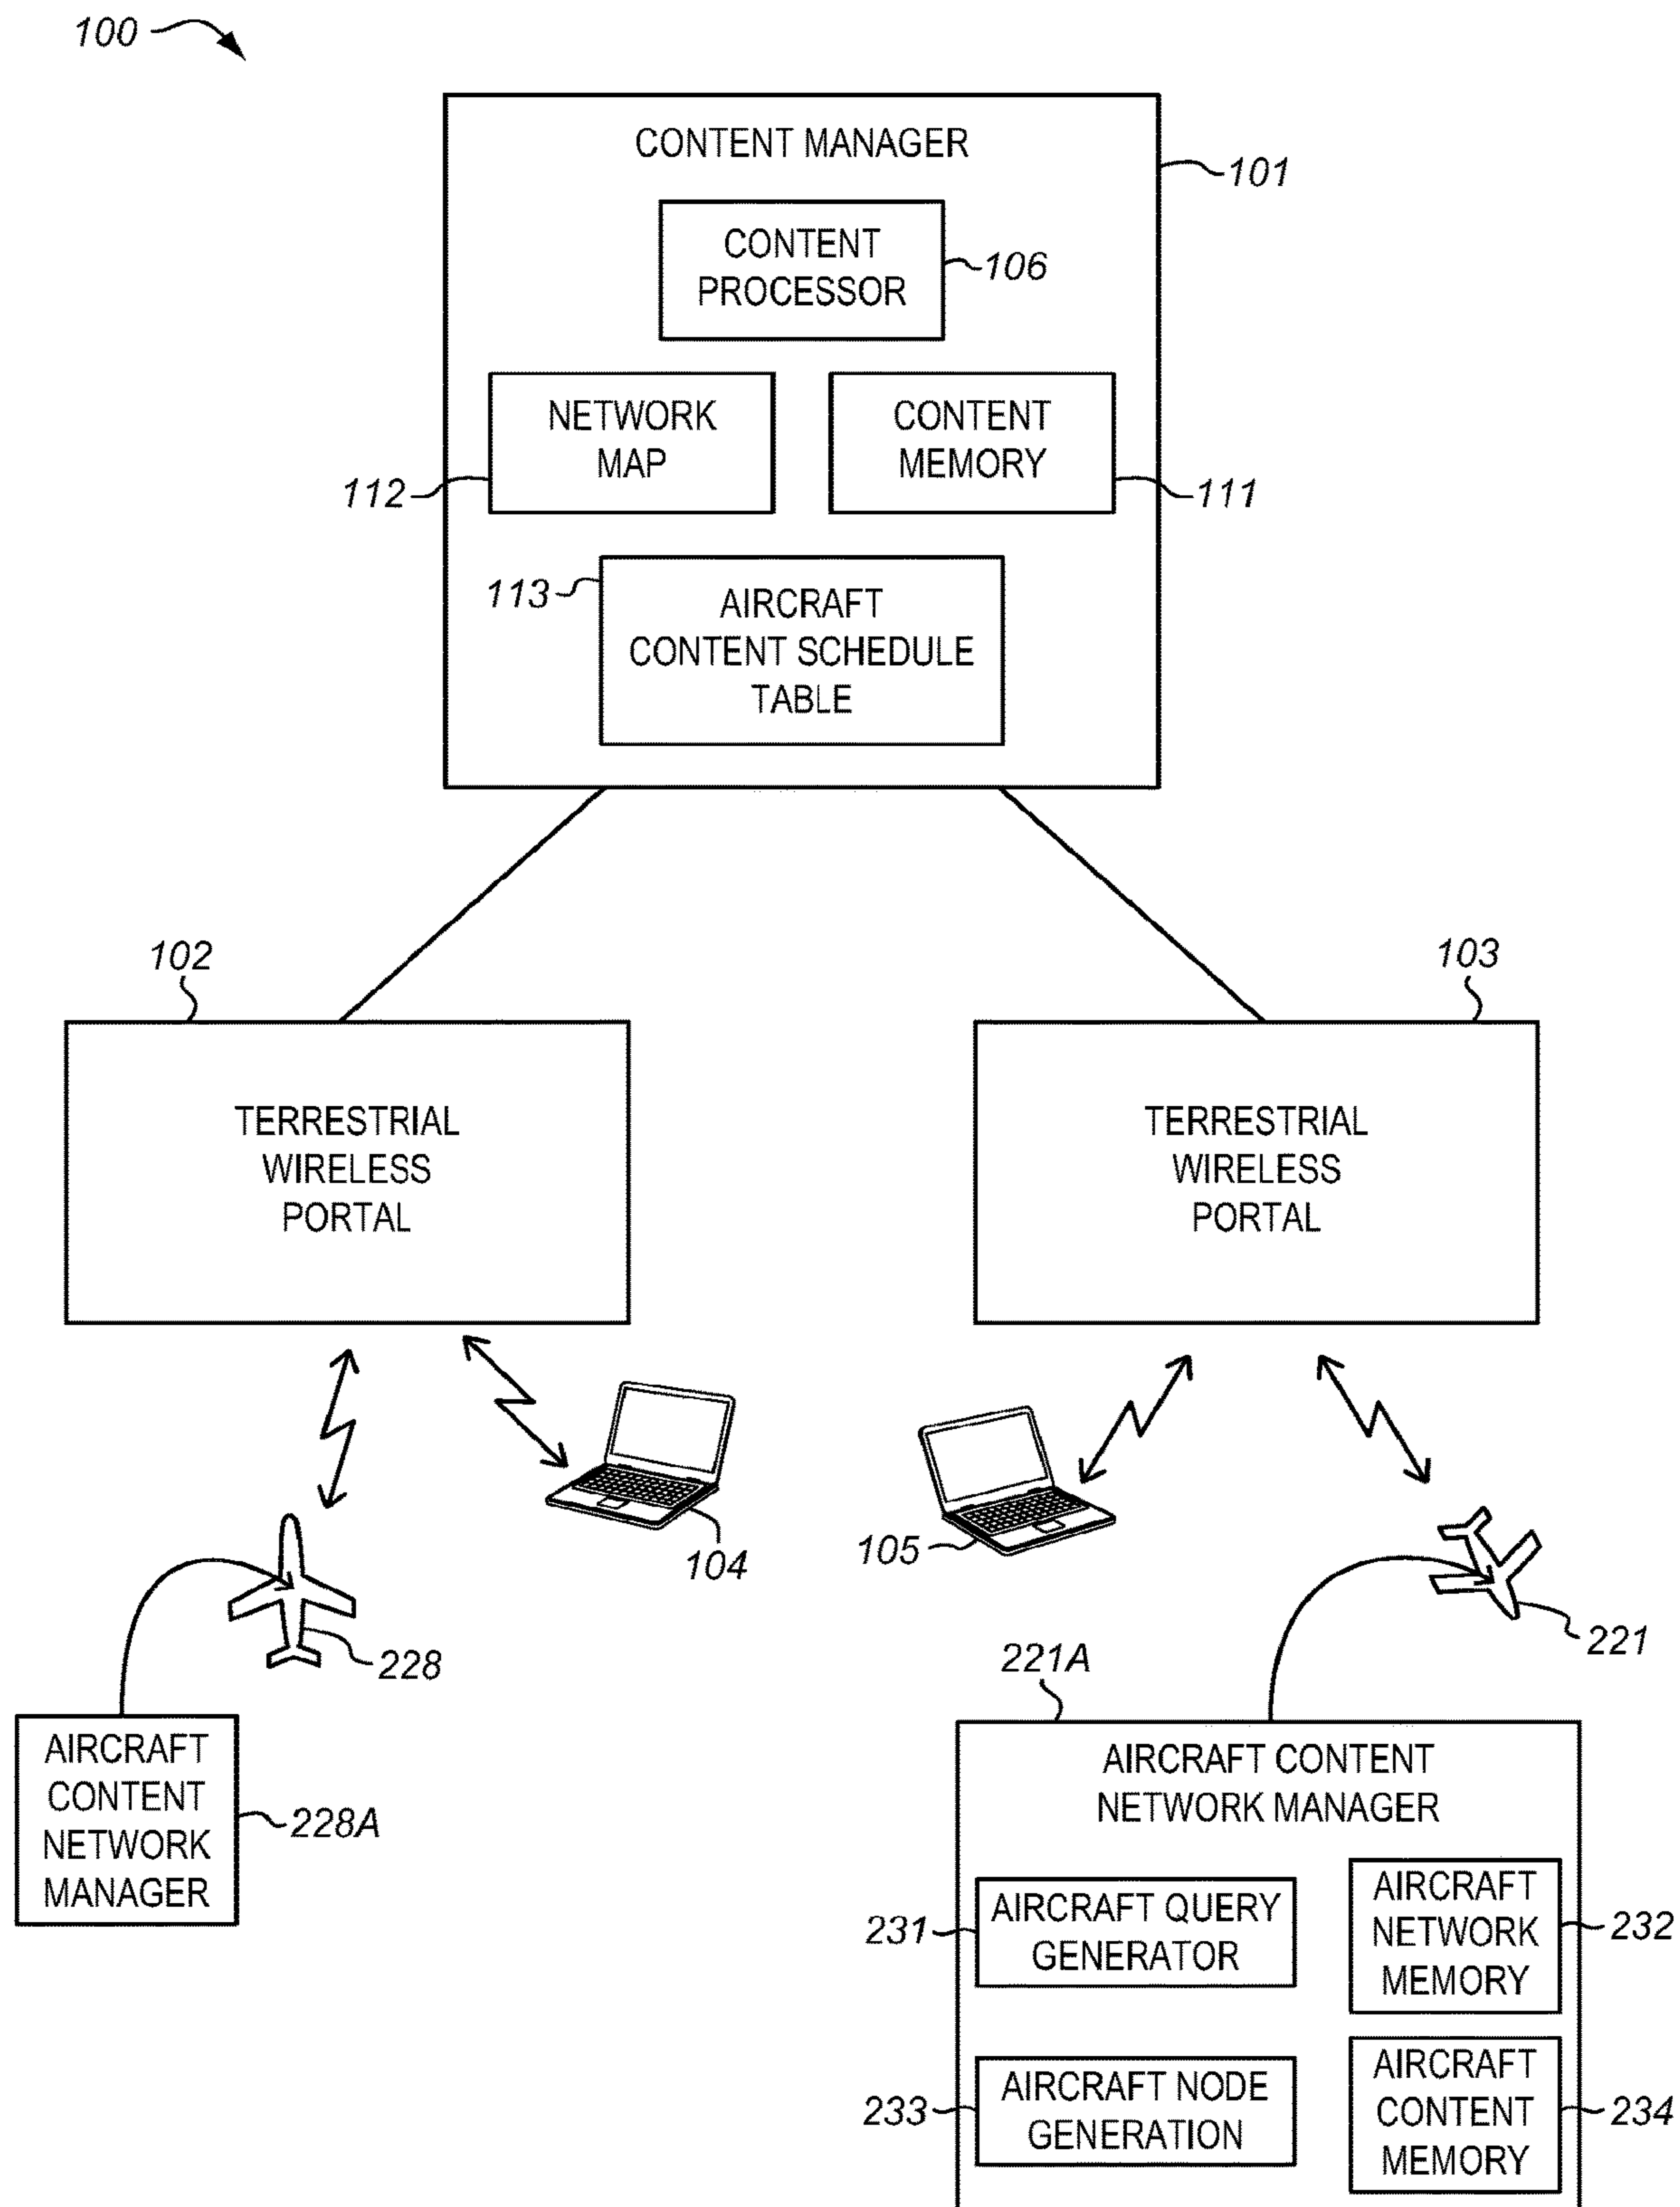 100
CONTENT MANAGER
101
CONTENT
PROCESSOR
106
NETWORK
MAP
112
CONTENT
MEMORY
111
113
AIRCRAFT
CONTENT SCHEDULE
TABLE
102
103
TERRESTRIAL
WIRELESS
PORTAL
TERRESTRIAL
WIRELESS
PORTAL
104
105
228
221
221A
AIRCRAFT
CONTENT
NETWORK
MANAGER
228A
AIRCRAFT CONTENT
NETWORK MANAGER
231
AIRCRAFT QUERY
GENERATOR
AIRCRAFT
NETWORK
MEMORY
232
233
AIRCRAFT NODE
GENERATION
AIRCRAFT
CONTENT
MEMORY
234